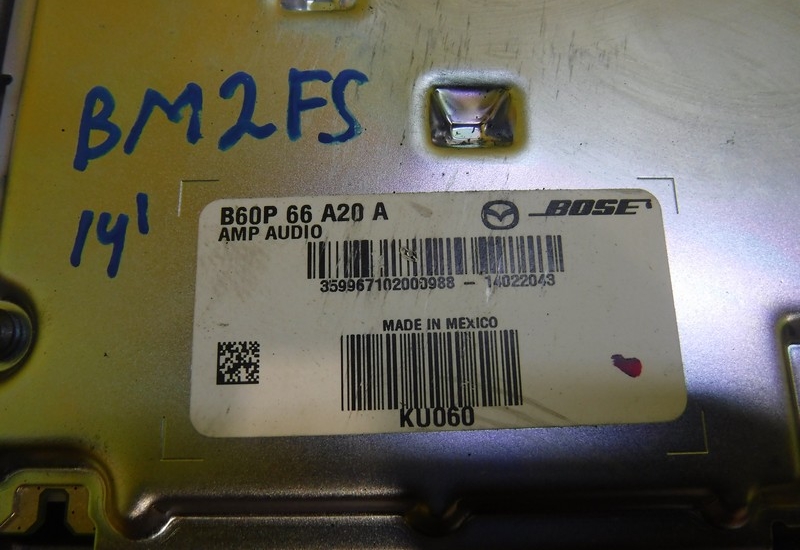 BM2FS
14'
B60P 66 A20 A
BOSE
AMP AUDIO
359967102000988 - 14022043
MADE IN MEXICO
KU060